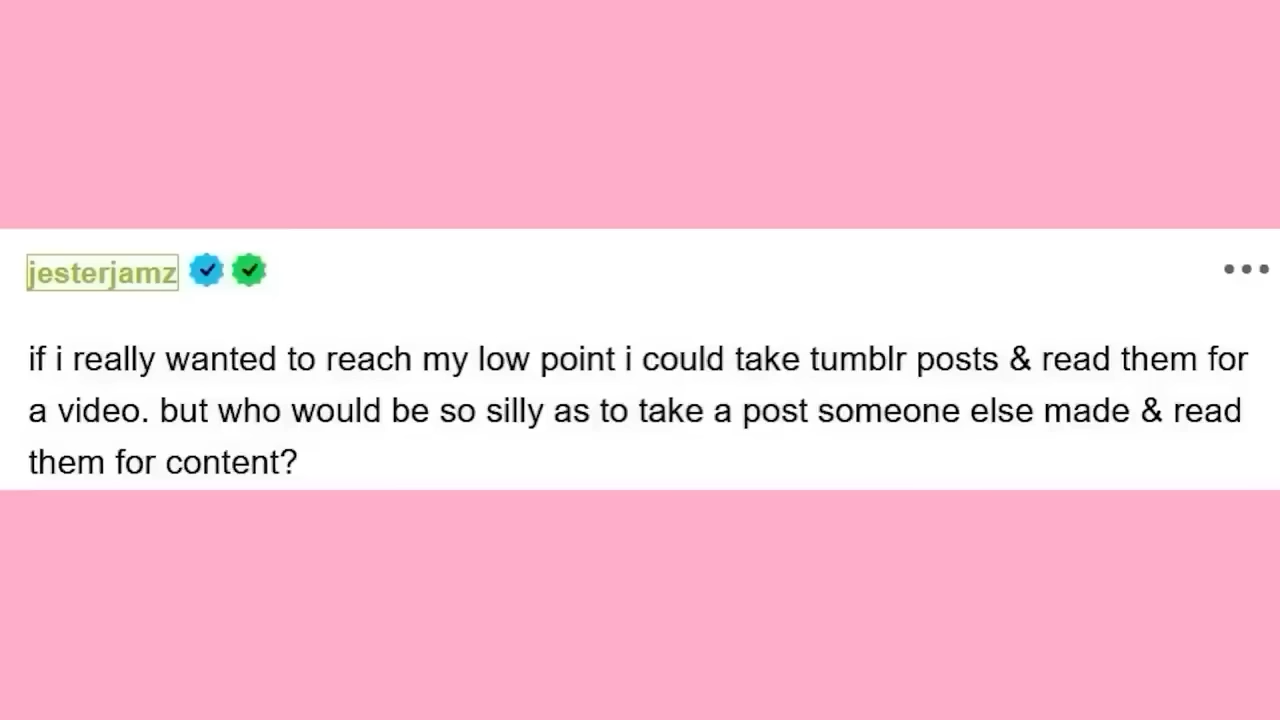 jesterjamz
if i really wanted to reach my low point i could take tumblr posts & read them for
a video. but who would be so silly as to take a post someone else made & read
them for content?